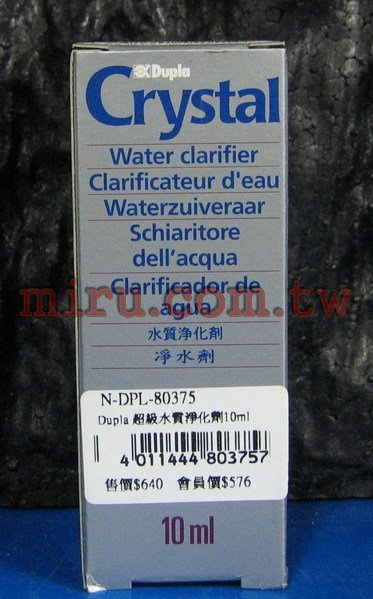 Dupla
Crystal
Water clarifier
Clarificateur d'eau
Waterzuiveraar
Schiaritore
dell'acqua
Clarificador de
agua
miru.com.tw
水質淨化剂
凈水劑
N-DPL-80375
Dupla 超級水質淨化劑10ml
4 011444 803757
售價$640 會員價$576
10 ml